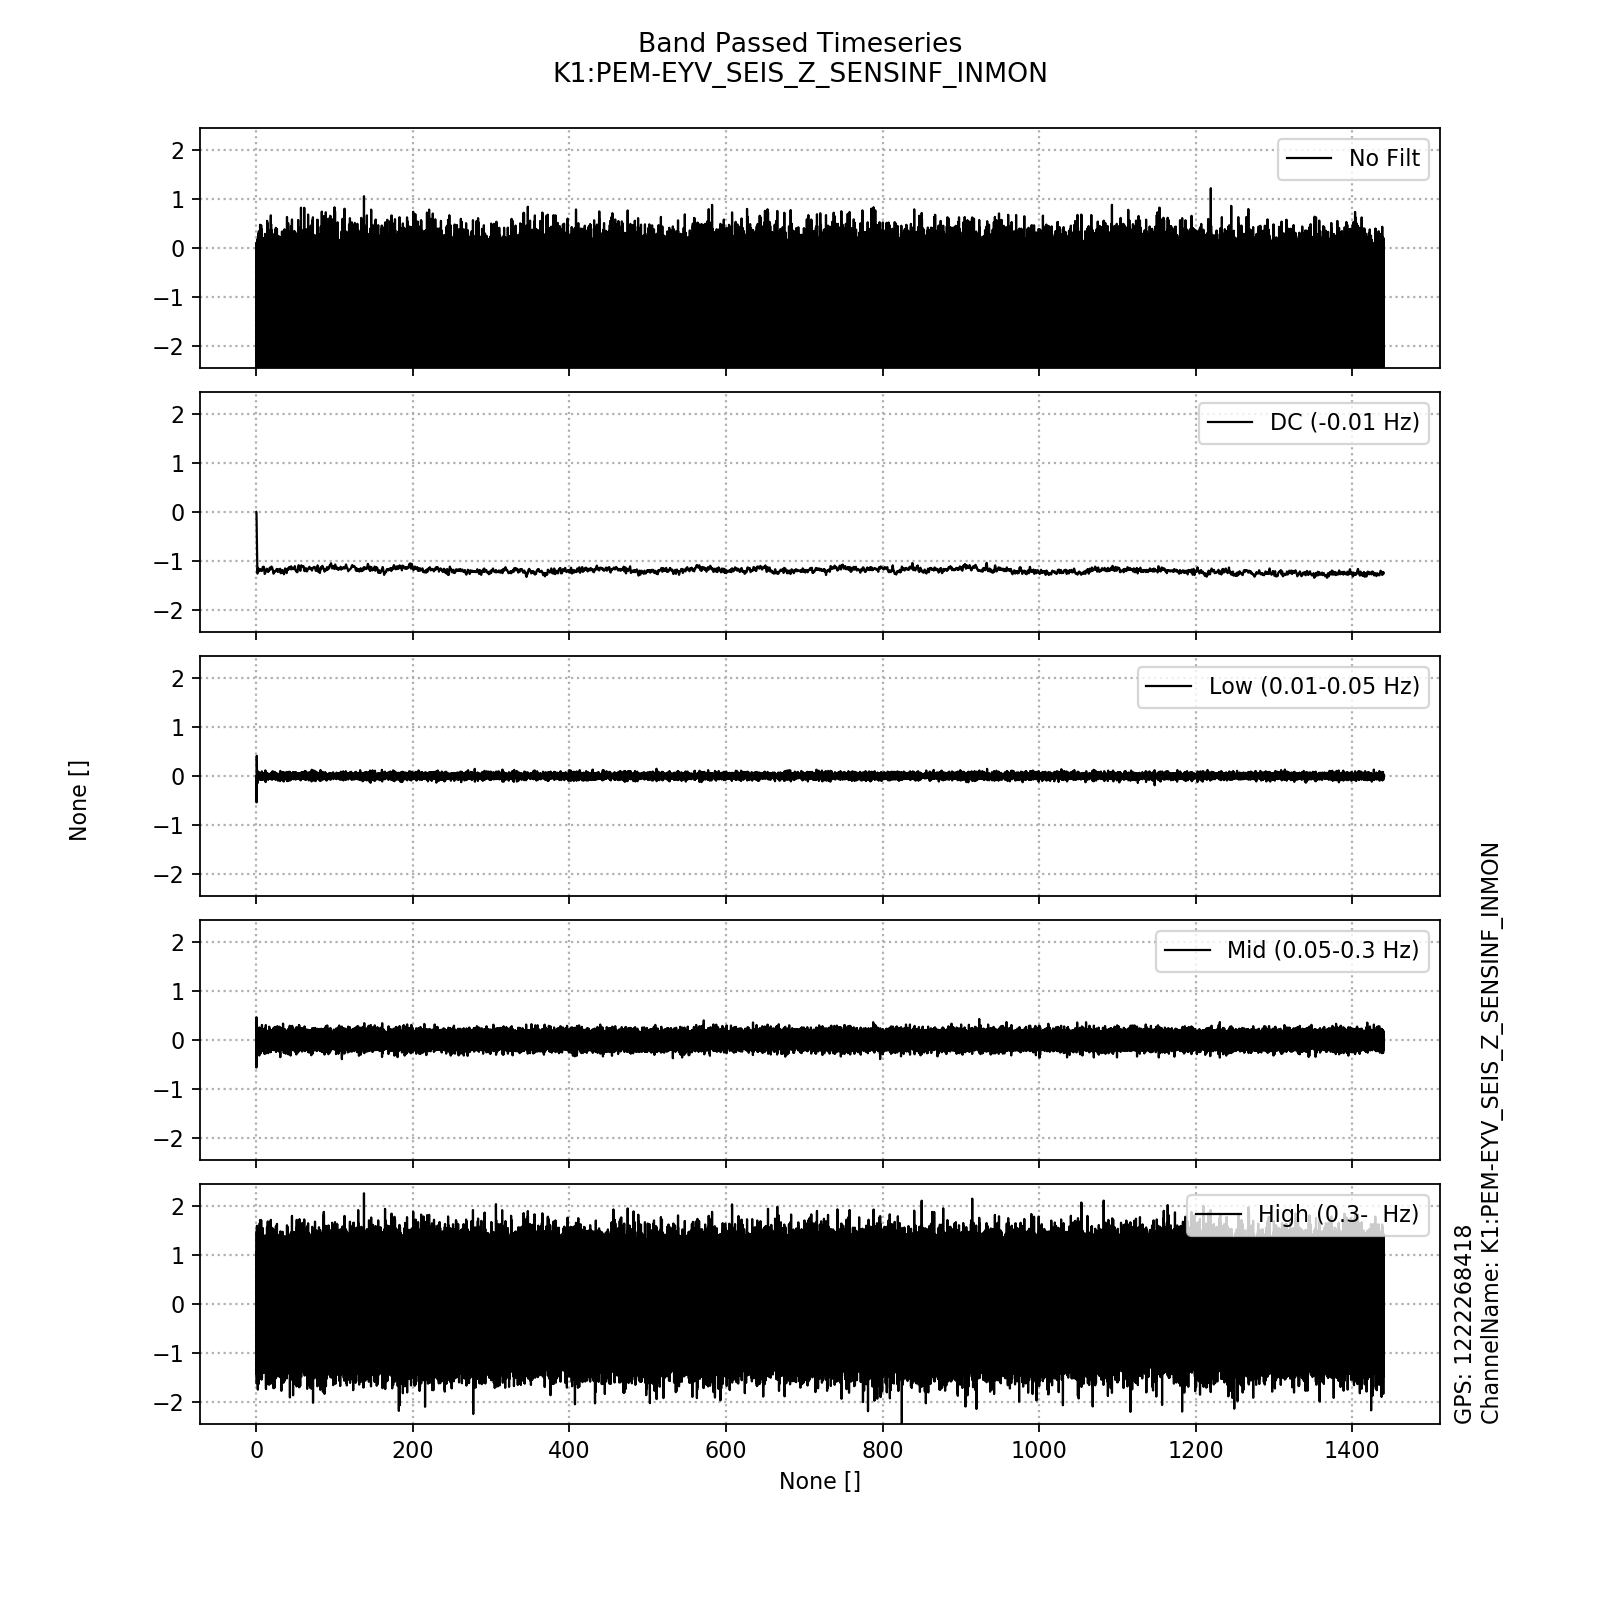 Band Passed Timeseries
K1:PEM-EYV_SEIS_Z_SENSINF_INMON
2
1
0
−1
−2
No Filt
2
1
0
−1
−2
DC (-0.01 Hz)
2
1
0
−1
−2
Low (0.01-0.05 Hz)
None []
2
1
0
−1
−2
Mid (0.05-0.3 Hz)
2
1
0
−1
−2
High (0.3-  Hz)
0 200 400 600 800 1000 1200 1400
None []
GPS: 1222268418
ChannelName: K1:PEM-EYV_SEIS_Z_SENSINF_INMON